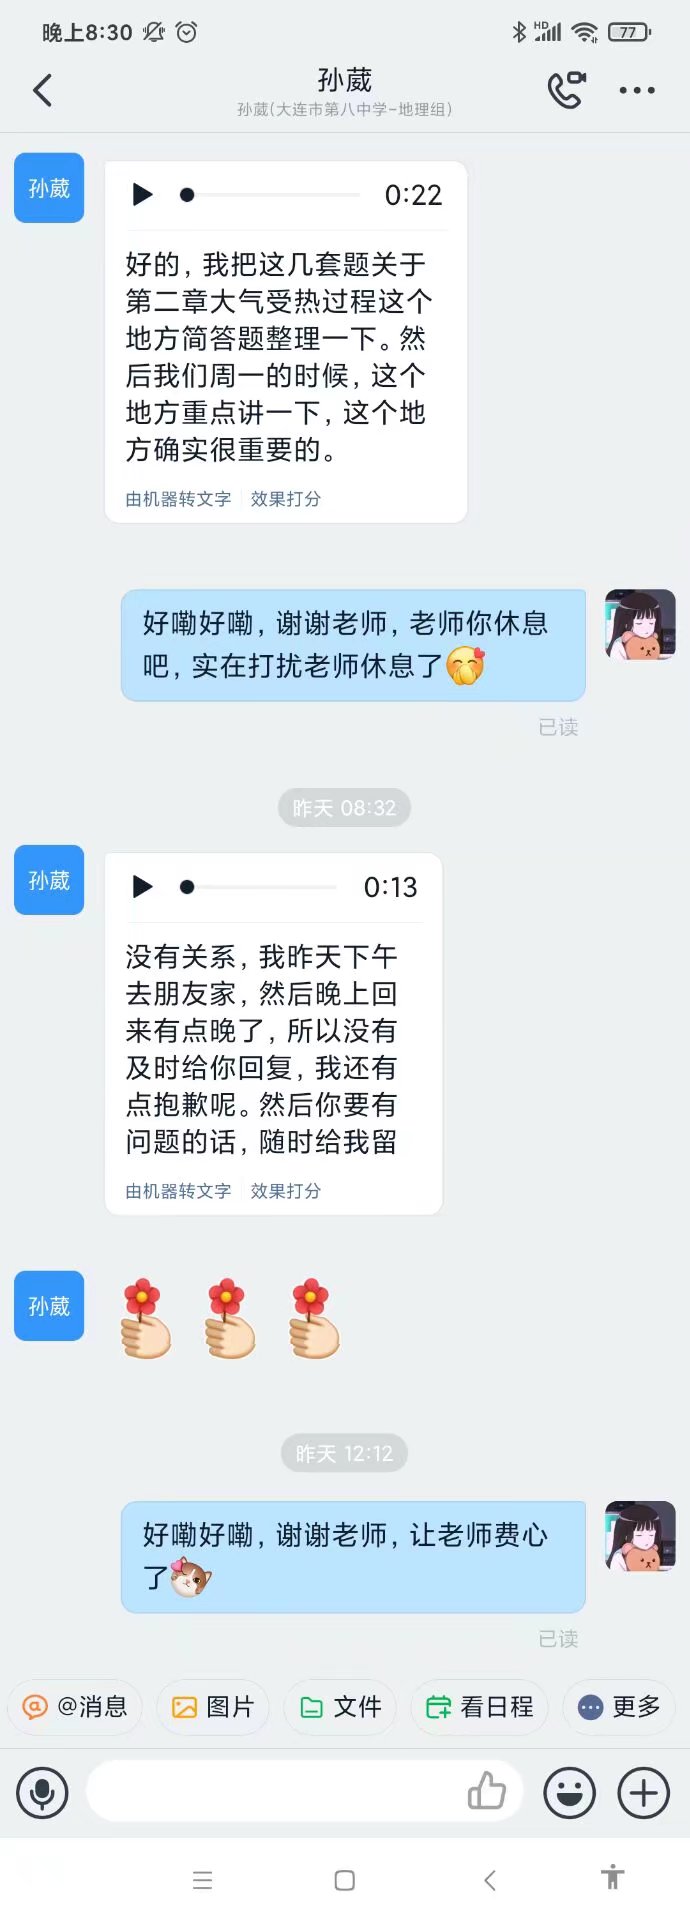 晚上8:30
HD
77
孙葳
孙葳(大连市第八中学-地理组)
孙葳
0:22
好的，我把这几套题关于
第二章大气受热过程这个
地方简答题整理一下。然
后我们周一的时候，这个
地方重点讲一下，这个地
方确实很重要的。
由机器转文字 效果打分
好嘞好嘞，谢谢老师，老师你休息
吧，实在打扰老师休息了
已读
昨天 08:32
孙葳
0:13
没有关系，我昨天下午
去朋友家，然后晚上回
来有点晚了，所以没有
及时给你回复，我还有
点抱歉呢。然后你要有
问题的话，随时给我留
由机器转文字 效果打分
孙葳
昨天 12:12
好嘞好嘞，谢谢老师，让老师费心
了
已读
@消息 图片 文件 看日程 更多